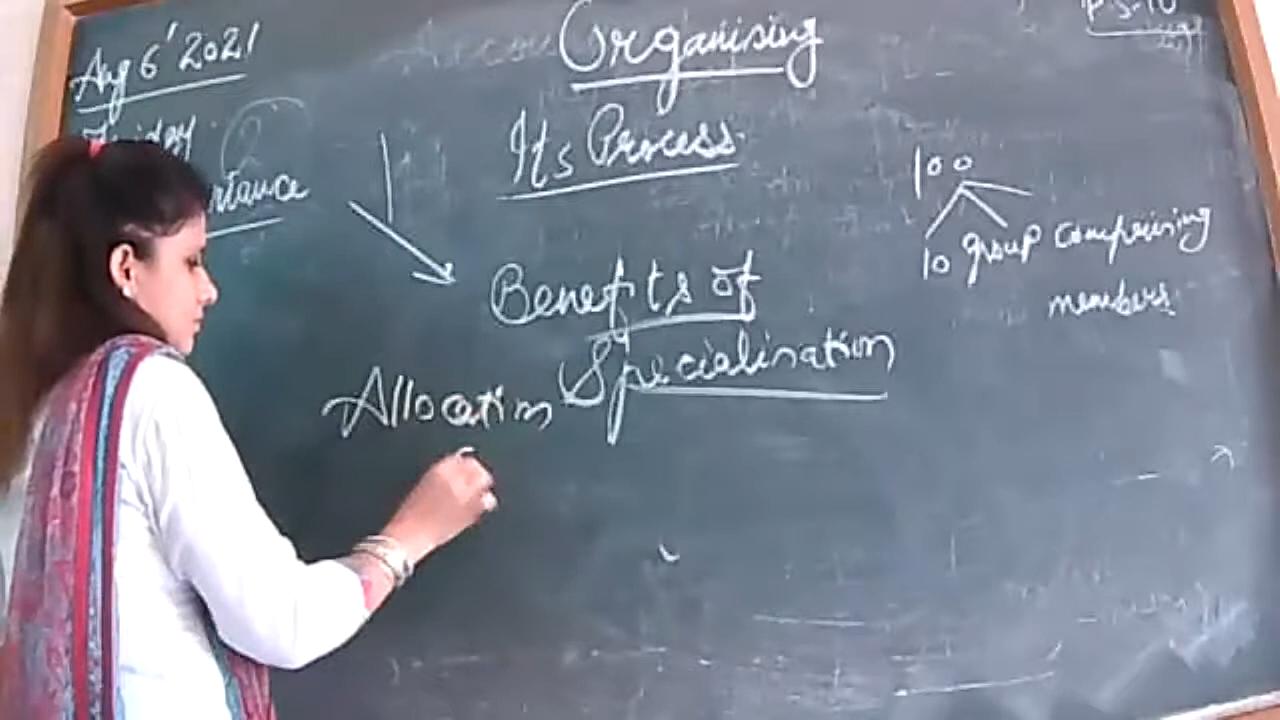 Aug 6' 2021
Organising
Its Process
100
10 group comprising
members
Benefits of
Specialisation
Allocation